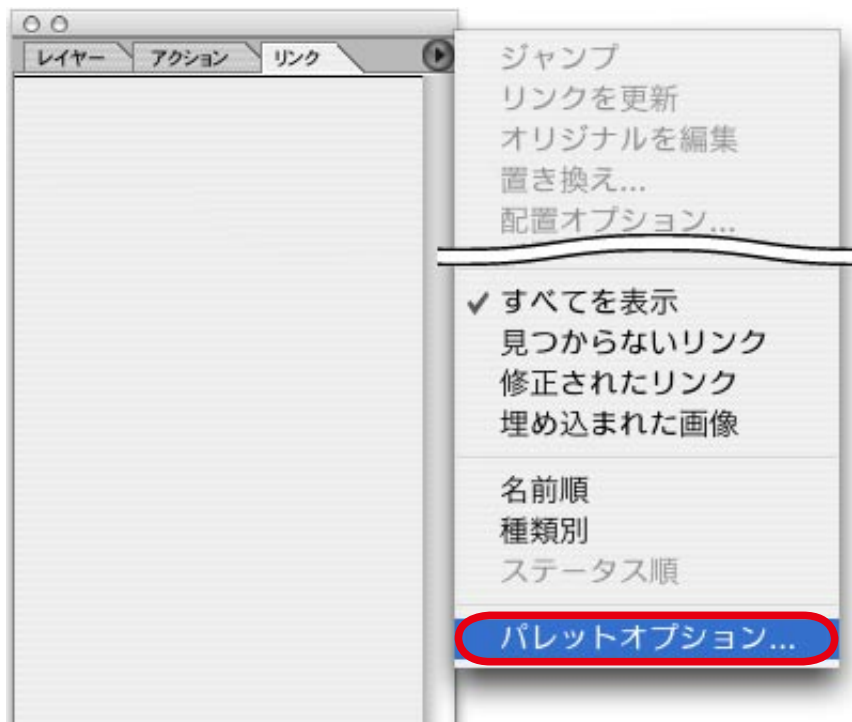 レイヤー アクション リンク
ジャンプ
リンクを更新
オリジナルを編集
置き換え...
配置オプション...
すべてを表示
見つからないリンク
修正されたリンク
埋め込まれた画像
名前順
種類別
ステータス順
パレットオプション...